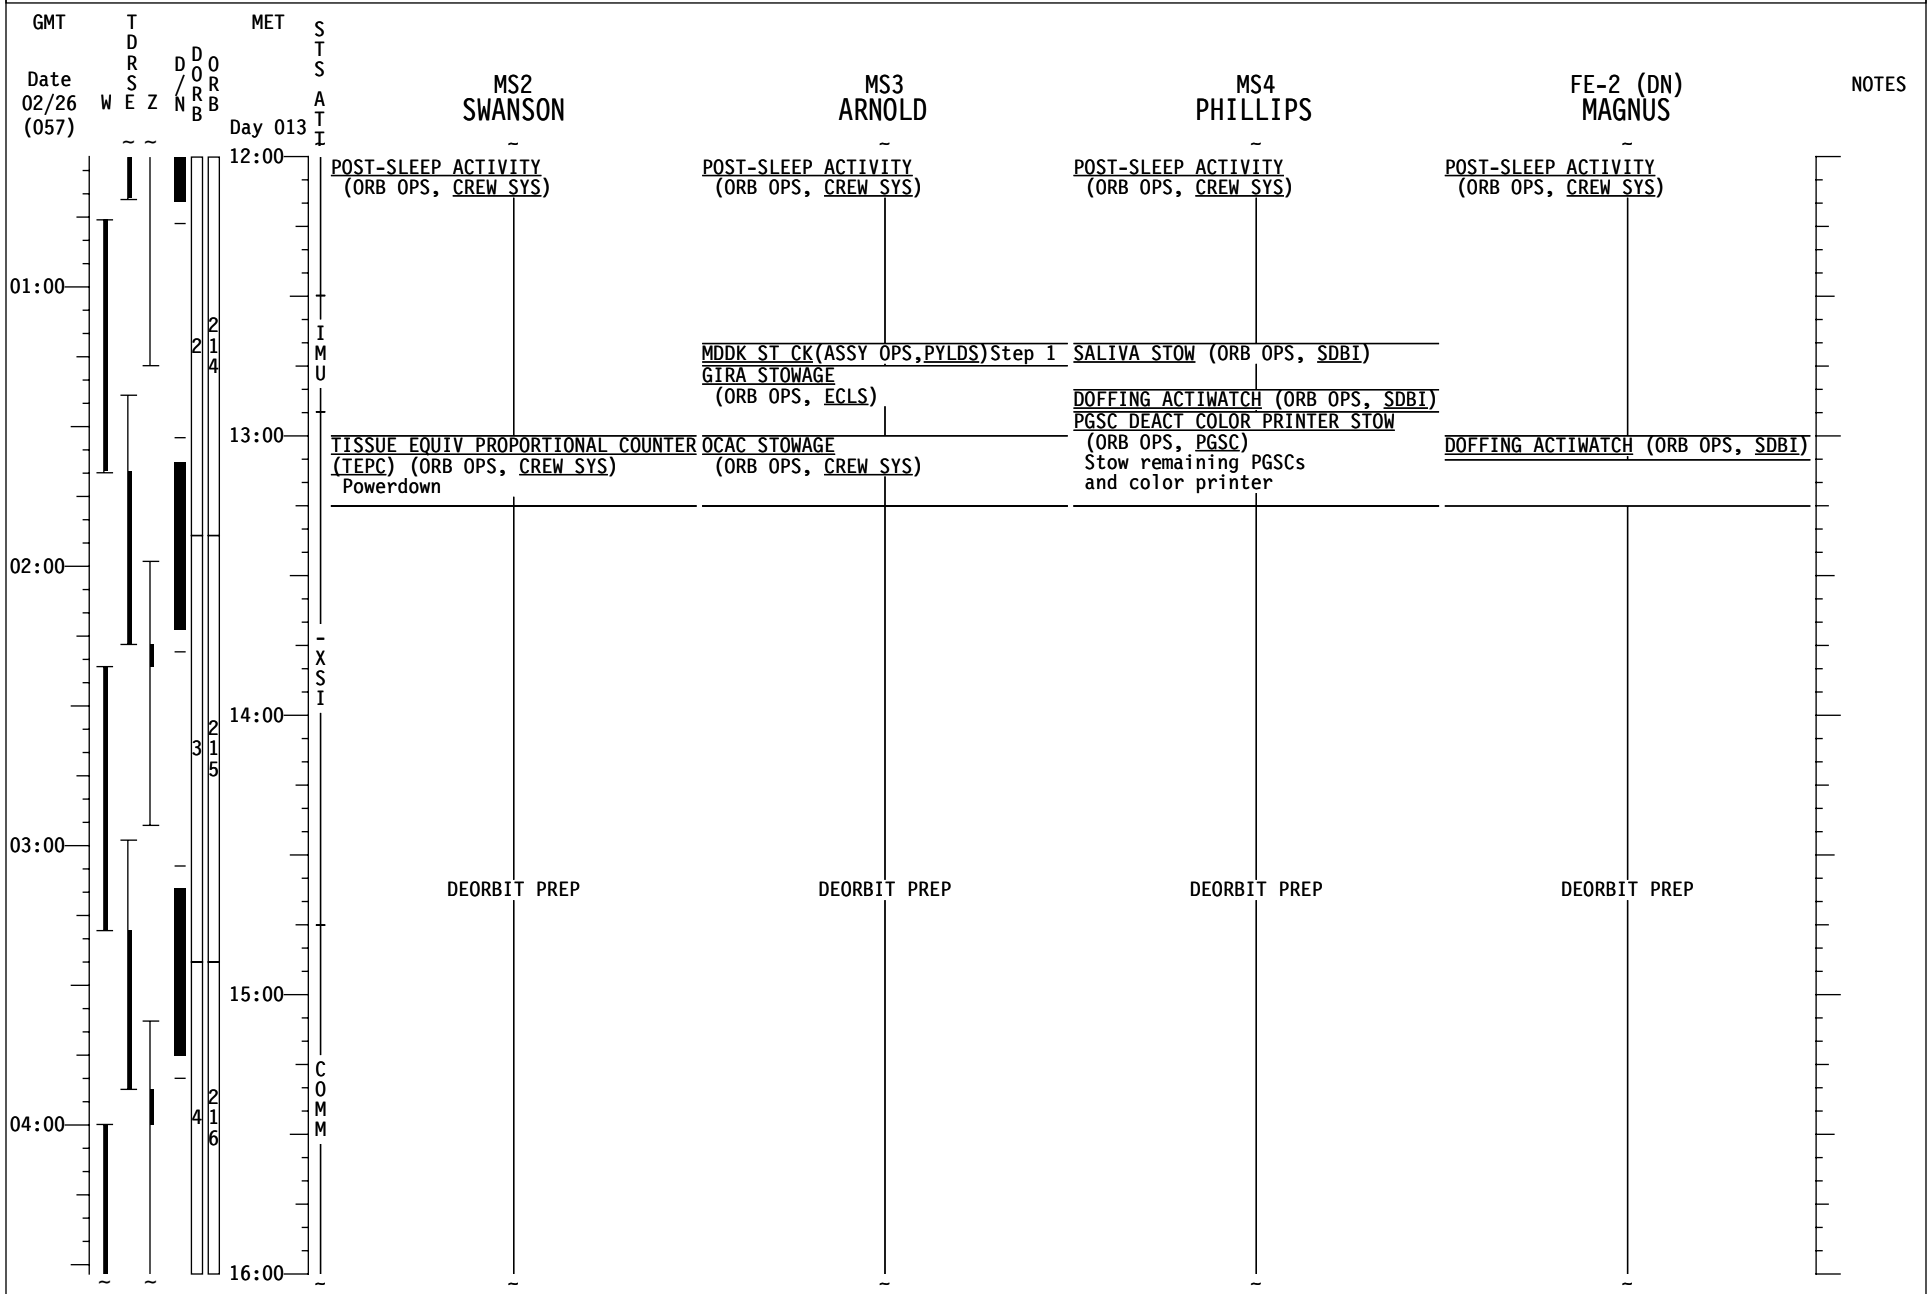 GMT
TDRS
MET
STS ATT
Date
02/26
(057)
W E Z
D/N
DORB
ORB
Day 013
MS2
SWANSON
MS3
ARNOLD
MS4
PHILLIPS
FE-2 (DN)
MAGNUS
NOTES
~ ~ ~ ~ ~ ~
12:00
POST-SLEEP ACTIVITY
(ORB OPS, CREW SYS)
POST-SLEEP ACTIVITY
(ORB OPS, CREW SYS)
POST-SLEEP ACTIVITY
(ORB OPS, CREW SYS)
POST-SLEEP ACTIVITY
(ORB OPS, CREW SYS)
01:00
2
214
IMU
MDDK ST CK(ASSY OPS,PYLDS)Step 1
GIRA STOWAGE
(ORB OPS, ECLS)
SALIVA STOW (ORB OPS, SDBI)
DOFFING ACTIWATCH (ORB OPS, SDBI)
PGSC DEACT COLOR PRINTER STOW
(ORB OPS, PGSC)
Stow remaining PGSCs
and color printer
13:00
TISSUE EQUIV PROPORTIONAL COUNTER
(TEPC) (ORB OPS, CREW SYS)
Powerdown
OCAC STOWAGE
(ORB OPS, CREW SYS)
DOFFING ACTIWATCH (ORB OPS, SDBI)
02:00
-XSI
14:00
3
215
03:00
DEORBIT PREP
DEORBIT PREP
DEORBIT PREP
DEORBIT PREP
15:00
COMM
04:00
4
216
16:00
~ ~ ~ ~ ~ ~ ~